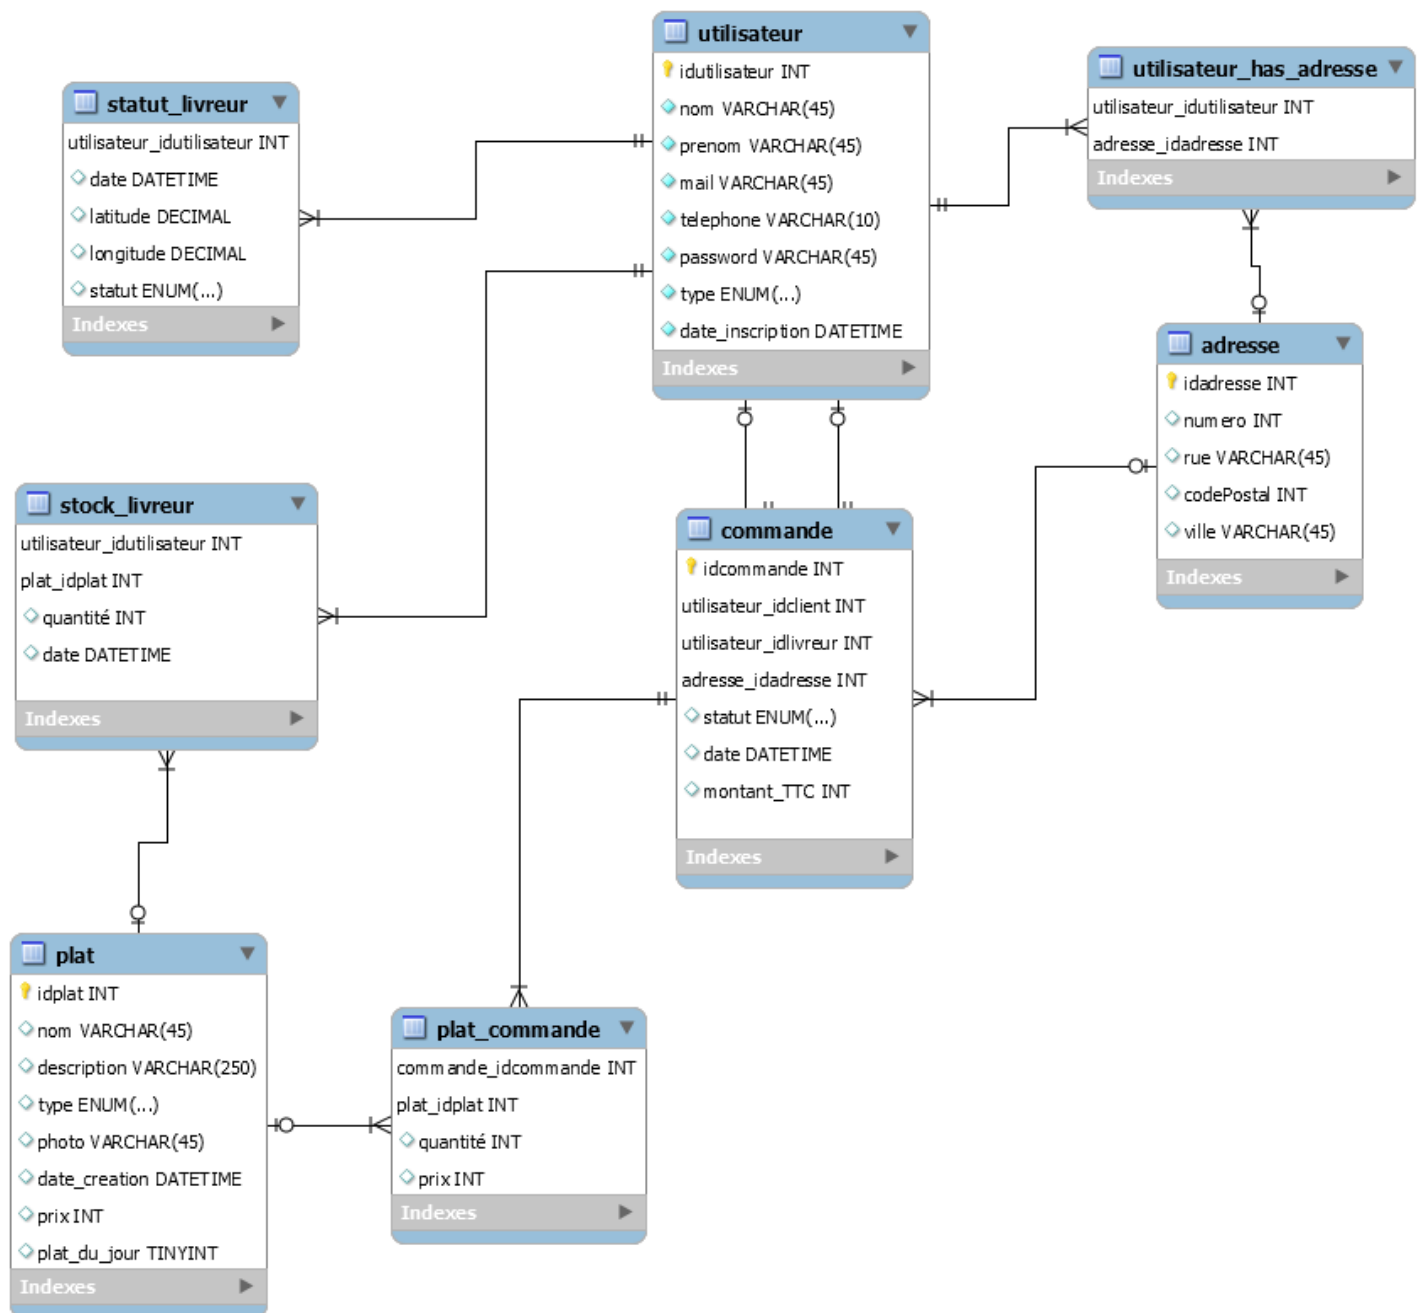 utilisateur
idutilisateur INT
nom VARCHAR(45)
prenom VARCHAR(45)
mail VARCHAR(45)
telephone VARCHAR(10)
password VARCHAR(45)
type ENUM(...)
date_inscription DATETIME
Indexes
utilisateur_has_adresse
utilisateur_idutilisateur INT
adresse_idadresse INT
Indexes
statut_livreur
utilisateur_idutilisateur INT
date DATETIME
latitude DECIMAL
longitude DECIMAL
statut ENUM(...)
Indexes
adresse
idadresse INT
numero INT
rue VARCHAR(45)
codePostal INT
ville VARCHAR(45)
Indexes
stock_livreur
utilisateur_idutilisateur INT
plat_idplat INT
quantité INT
date DATETIME
Indexes
commande
idcommande INT
utilisateur_idclient INT
utilisateur_idlivreur INT
adresse_idadresse INT
statut ENUM(...)
date DATETIME
montant_TTC INT
Indexes
plat
idplat INT
nom VARCHAR(45)
description VARCHAR(250)
type ENUM(...)
photo VARCHAR(45)
date_creation DATETIME
prix INT
plat_du_jour TINYINT
Indexes
plat_commande
commande_idcommande INT
plat_idplat INT
quantité INT
prix INT
Indexes